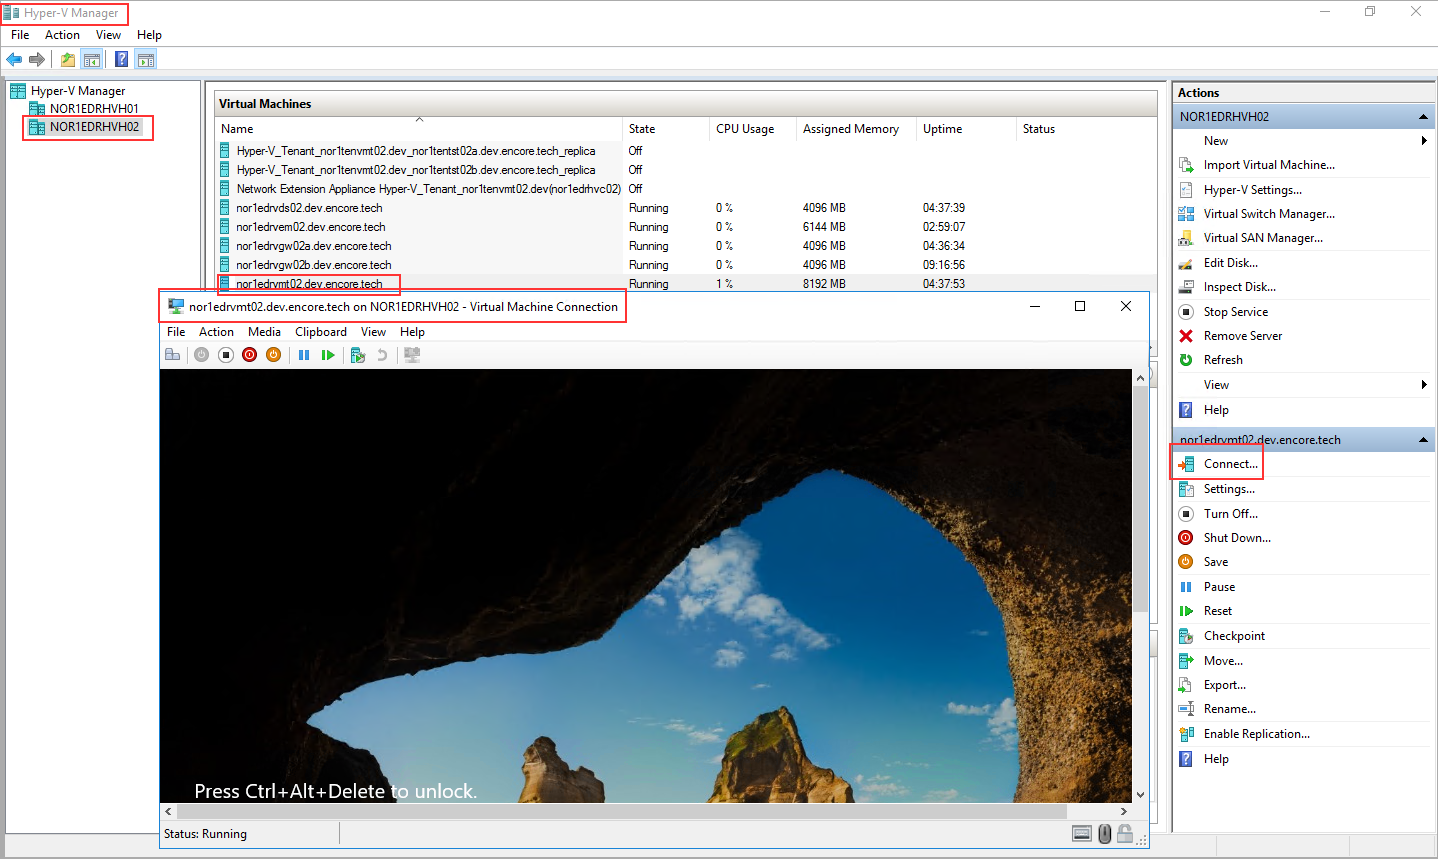 Hyper-V Manager
File Action View Help
Hyper-V Manager
NOR1EDRHVH01
NOR1EDRHVH02
Virtual Machines
Name State CPU Usage Assigned Memory Uptime Status
Hyper-V_Tenant_nor1tenvmt02.dev_nor1tentst02a.dev.encore.tech_replica Off
Hyper-V_Tenant_nor1tenvmt02.dev_nor1tentst02b.dev.encore.tech_replica Off
Network Extension Appliance Hyper-V_Tenant_nor1tenvmt02.dev(nor1edrhvc02) Off
nor1edrvds02.dev.encore.tech Running 0 % 4096 MB 04:37:39
nor1edrvem02.dev.encore.tech Running 0 % 6144 MB 02:59:07
nor1edrvgw02a.dev.encore.tech Running 0 % 4096 MB 04:36:34
nor1edrvgw02b.dev.encore.tech Running 0 % 4096 MB 09:16:56
nor1edrvmt02.dev.encore.tech Running 1 % 8192 MB 04:37:53
nor1edrvmt02.dev.encore.tech on NOR1EDRHVH02 - Virtual Machine Connection
File Action Media Clipboard View Help
Press Ctrl+Alt+Delete to unlock.
Status: Running
Actions
NOR1EDRHVH02
New
Import Virtual Machine...
Hyper-V Settings...
Virtual Switch Manager...
Virtual SAN Manager...
Edit Disk...
Inspect Disk...
Stop Service
Remove Server
Refresh
View
Help
nor1edrvmt02.dev.encore.tech
Connect...
Settings...
Turn Off...
Shut Down...
Save
Pause
Reset
Checkpoint
Move...
Export...
Rename...
Enable Replication...
Help